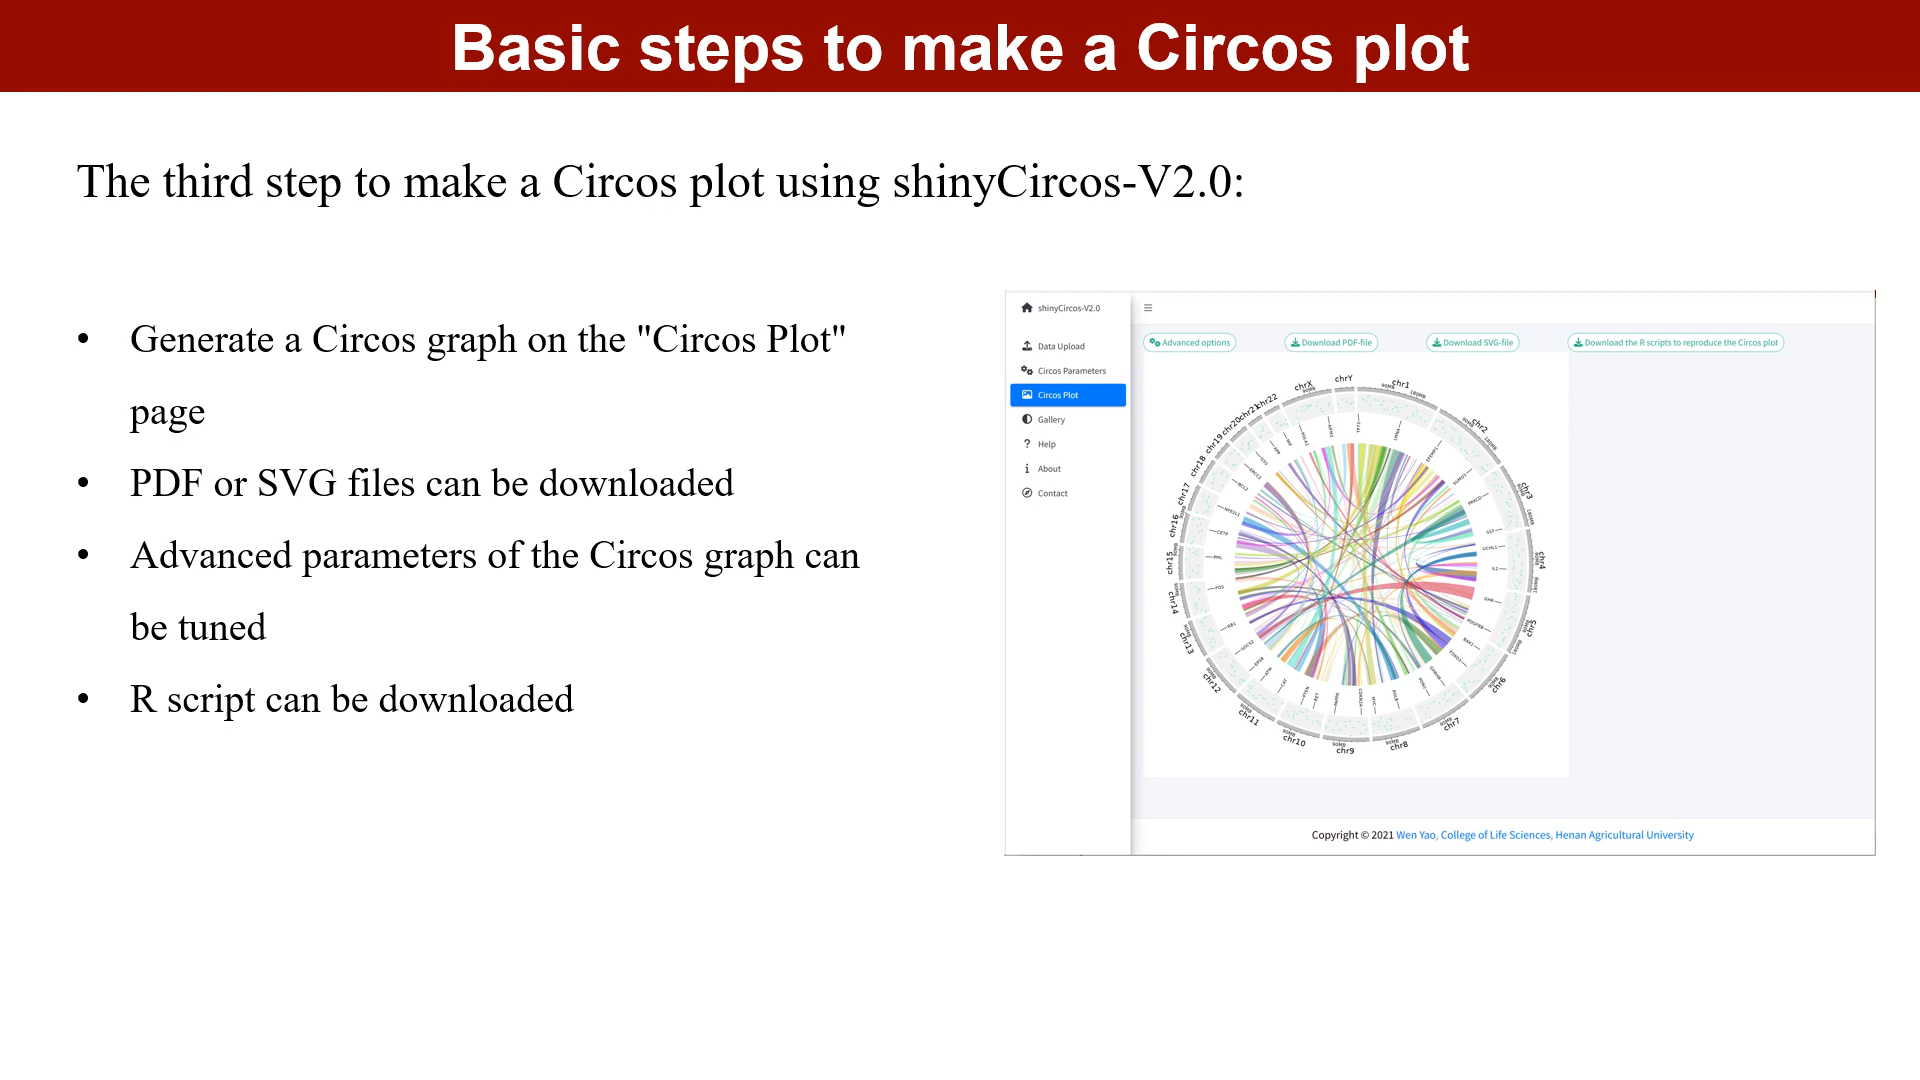 Basic steps to make a Circos plot
The third step to make a Circos plot using shinyCircos-V2.0:
• Generate a Circos graph on the "Circos Plot"
page
• PDF or SVG files can be downloaded
• Advanced parameters of the Circos graph can
be tuned
• R script can be downloaded
shinyCircos-V2.0
Data Upload
Circos Parameters
Circos Plot
Gallery
Help
About
Contact
Advanced options
Download PDF-file
Download SVG-file
Download the R scripts to reproduce the Circos plot
chr1
chr2
chr3
chr4
chr5
chr6
chr7
chr8
chr9
chr10
chr11
chr12
chr13
chr14
chr15
chr16
chr17
chr18
chr19
chr20
chr21
chr22
chrX
chrY
Copyright © 2021 Wen Yao, College of Life Sciences, Henan Agricultural University